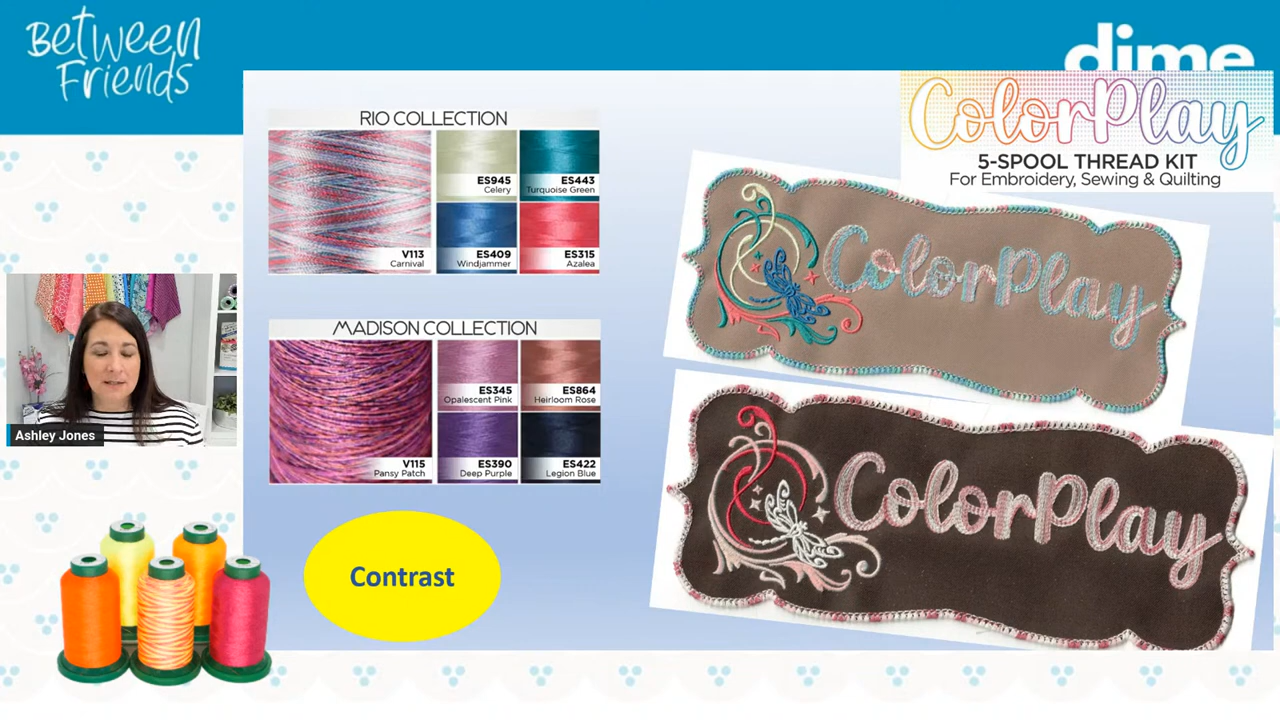 Between
Friends
dime
ColorPlay
5-SPOOL THREAD KIT
For Embroidery, Sewing & Quilting
RIO COLLECTION
V113
Carnival
ES945
Celery
ES443
Turquoise Green
ES409
Windjammer
ES315
Azalea
MADISON COLLECTION
V115
Pansy Patch
ES345
Opalescent Pink
ES864
Heirloom Rose
ES390
Deep Purple
ES422
Legion Blue
Contrast
ColorPlay
ColorPlay
Ashley Jones